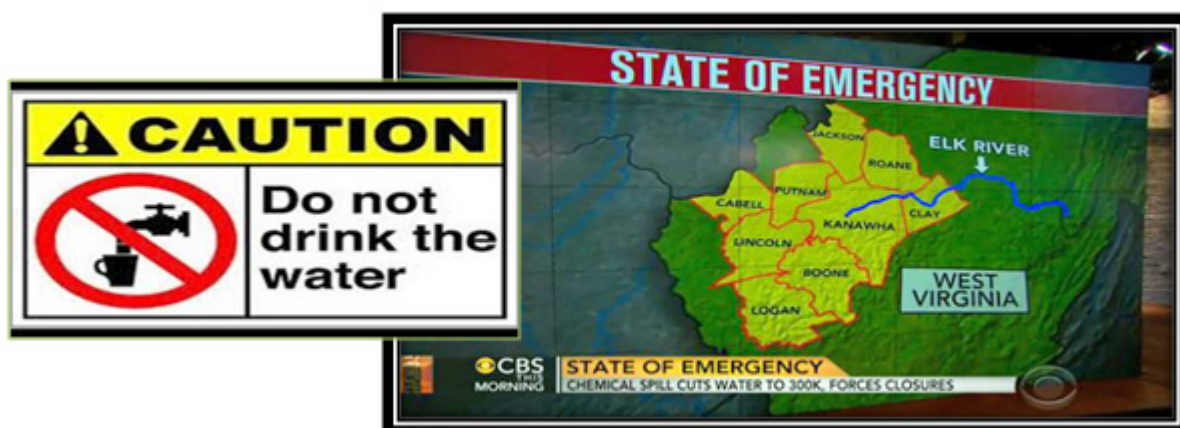 CAUTION
Do not
drink the
water
STATE OF EMERGENCY
JACKSON
ROANE
ELK RIVER
PUTNAM
CABELL
KANAWHA
CLAY
LINCOLN
BOONE
WEST
VIRGINIA
LOGAN
CBS
THIS
MORNING
STATE OF EMERGENCY
CHEMICAL SPILL CUTS WATER TO 300K, FORCES CLOSURES